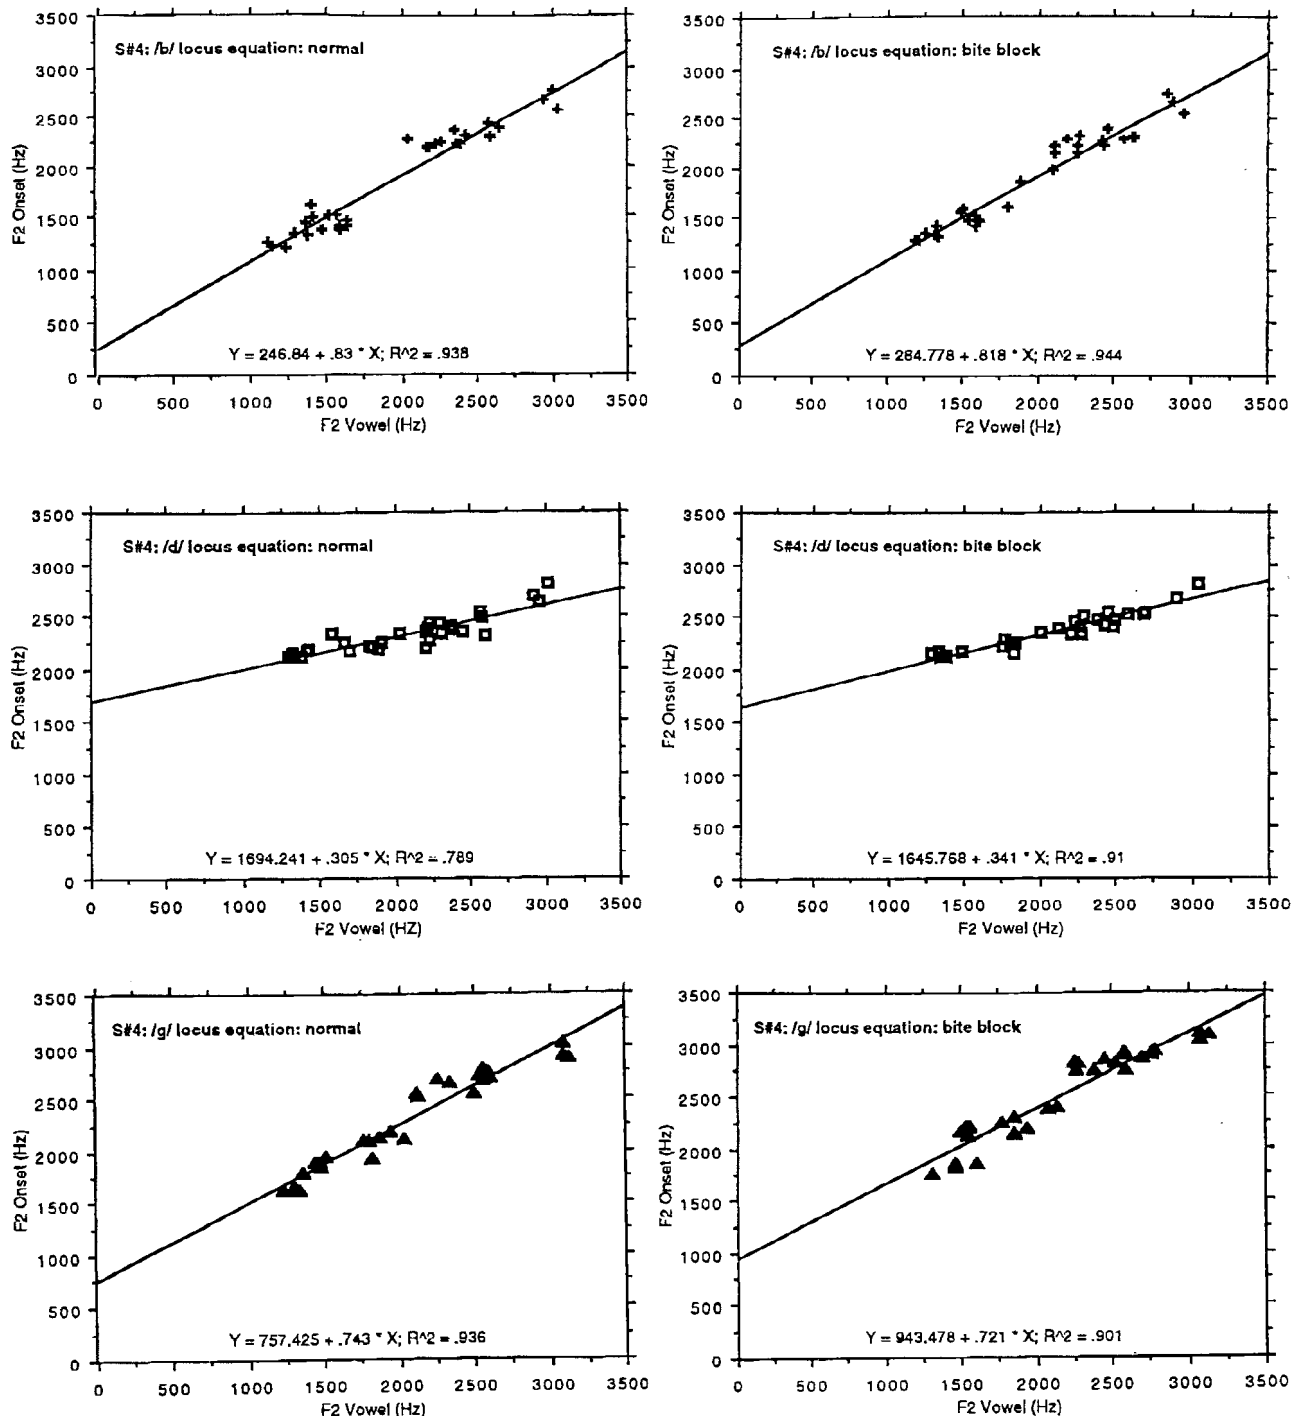 3500
S#4: /b/ locus equation: normal
3000
2500
2000
1500
1000
500
0
F2 Onset (Hz)
Y = 246.84 + .83 * X; R^2 = .938
0 500 1000 1500 2000 2500 3000 3500
F2 Vowel (Hz)
3500
S#4: /b/ locus equation: bite block
3000
2500
2000
1500
1000
500
0
F2 Onset (Hz)
Y = 284.778 + .818 * X; R^2 = .944
0 500 1000 1500 2000 2500 3000 3500
F2 Vowel (Hz)
3500
S#4: /d/ locus equation: normal
3000
2500
2000
1500
1000
500
0
F2 Onset (Hz)
Y = 1694.241 + .305 * X; R^2 = .789
0 500 1000 1500 2000 2500 3000 3500
F2 Vowel (HZ)
3500
S#4: /d/ locus equation: bite block
3000
2500
2000
1500
1000
500
0
F2 Onset (Hz)
Y = 1645.768 + .341 * X; R^2 = .91
0 500 1000 1500 2000 2500 3000 3500
F2 Vowel (Hz)
3500
S#4: /g/ locus equation: normal
3000
2500
2000
1500
1000
500
0
F2 Onset (Hz)
Y = 757.425 + .743 * X; R^2 = .936
0 500 1000 1500 2000 2500 3000 3500
F2 Vowel (Hz)
3500
S#4: /g/ locus equation: bite block
3000
2500
2000
1500
1000
500
0
F2 Onset (Hz)
Y = 943.478 + .721 * X; R^2 = .901
0 500 1000 1500 2000 2500 3000 3500
F2 Vowel (Hz)